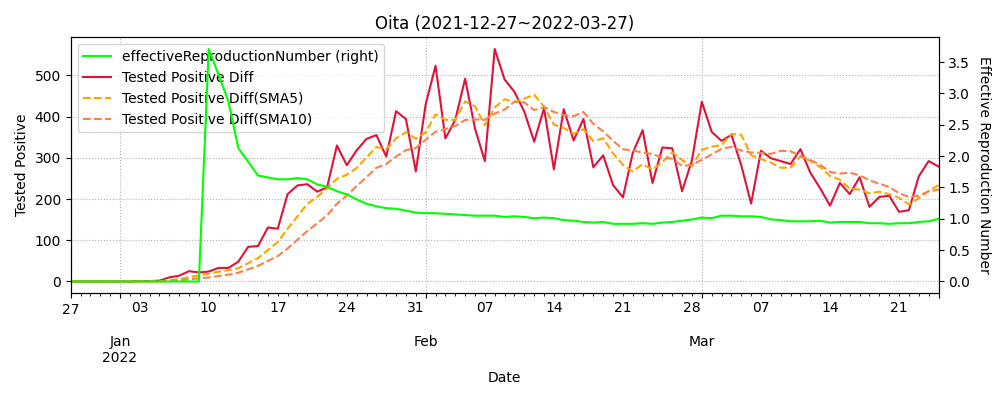 Oita (2021-12-27~2022-03-27)
effectiveReproductionNumber (right)
Tested Positive Diff
Tested Positive Diff(SMA5)
Tested Positive Diff(SMA10)
Tested Positive
500
400
300
200
100
0
Effective Reproduction Number
3.5
3.0
2.5
2.0
1.5
1.0
0.5
0.0
27 03 10 17 24 07 14 21 28 07 14 21
Jan Feb Mar
2022
Date